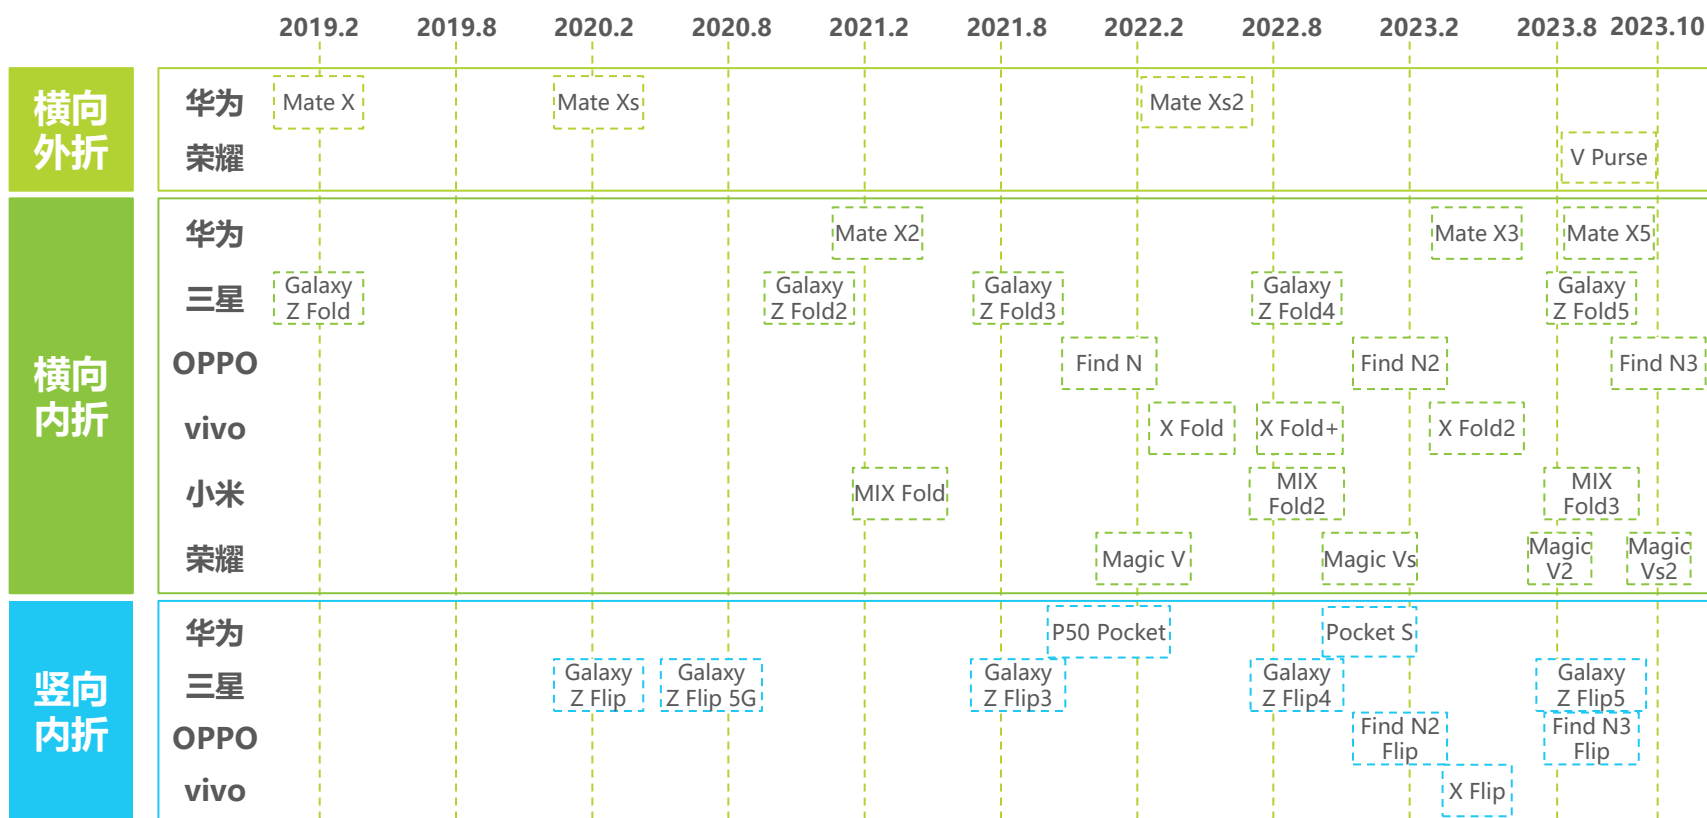 2019.2 2019.8 2020.2 2020.8 2021.2 2021.8 2022.2 2022.8 2023.2 2023.8 2023.10
横向
外折
华为 Mate X Mate Xs Mate Xs2
荣耀 V Purse
横向
内折
华为 Mate X2 Mate X3 Mate X5
三星 Galaxy Z Fold Galaxy Z Fold2 Galaxy Z Fold3 Galaxy Z Fold4 Galaxy Z Fold5
OPPO Find N Find N2 Find N3
vivo X Fold X Fold+ X Fold2
小米 MIX Fold MIX Fold2 MIX Fold3
荣耀 Magic V Magic Vs Magic V2 Magic Vs2
竖向
内折
华为 P50 Pocket Pocket S
三星 Galaxy Z Flip Galaxy Z Flip 5G Galaxy Z Flip3 Galaxy Z Flip4 Galaxy Z Flip5
OPPO Find N2 Flip Find N3 Flip
vivo X Flip